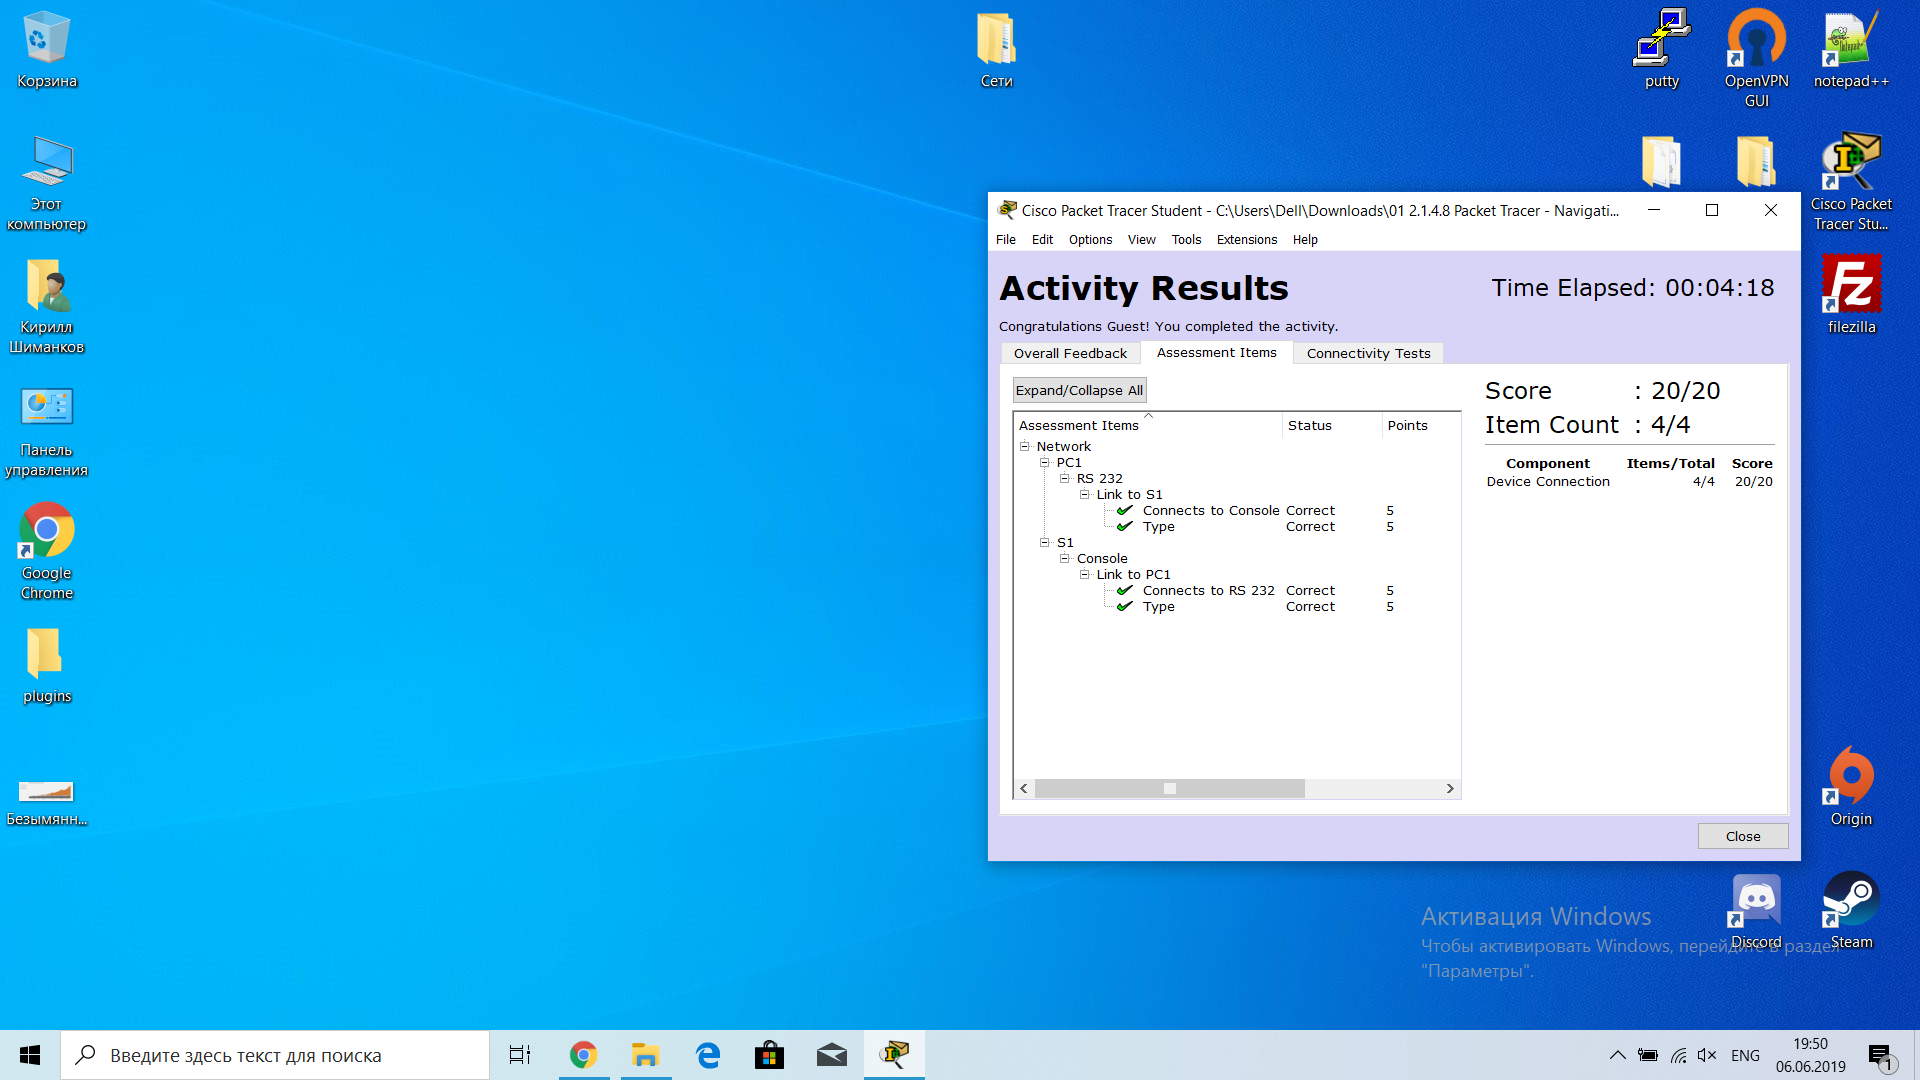 Корзина
Этот
компьютер
Кирилл
Шиманков
Панель
управления
Google
Chrome
plugins
Безымянн...
Сети
putty
OpenVPN
GUI
notepad++
Cisco Packet
Tracer Stu...
filezilla
Origin
Discord
Steam
Cisco Packet Tracer Student - C:\Users\Dell\Downloads\01 2.1.4.8 Packet Tracer - Navigati...
File Edit Options View Tools Extensions Help
Activity Results
Time Elapsed: 00:04:18
Congratulations Guest! You completed the activity.
Overall Feedback Assessment Items Connectivity Tests
Expand/Collapse All
Assessment Items Status Points
Network
PC1
RS 232
Link to S1
Connects to Console Correct 5
Type Correct 5
S1
Console
Link to PC1
Connects to RS 232 Correct 5
Type Correct 5
Score : 20/20
Item Count : 4/4
Component Items/Total Score
Device Connection 4/4 20/20
Close
Активация Windows
Чтобы активировать Windows, перейдите в раздел
"Параметры".
Введите здесь текст для поиска
ENG
19:50
06.06.2019
1